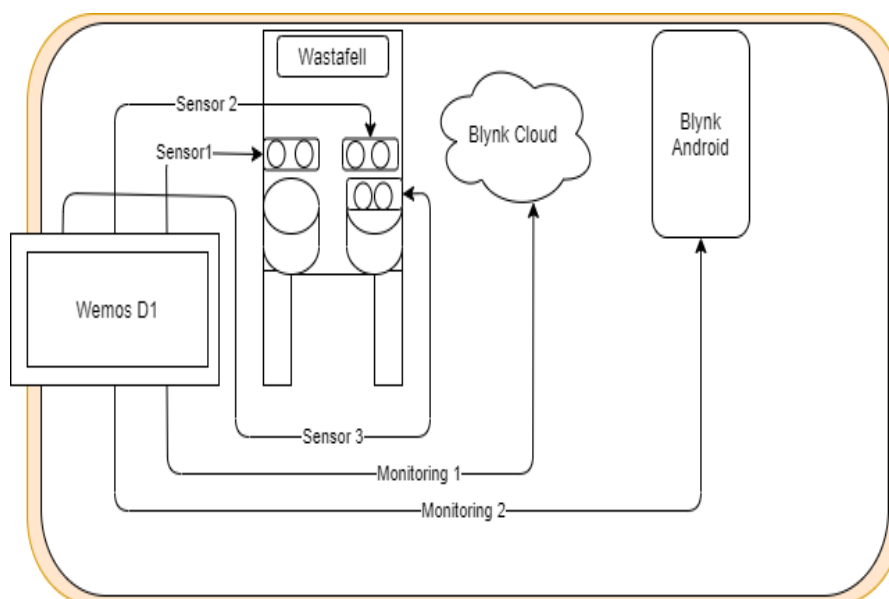 Wastafell
Sensor 2
Sensor1
Blynk Cloud
Blynk
Android
Wemos D1
Sensor 3
Monitoring 1
Monitoring 2